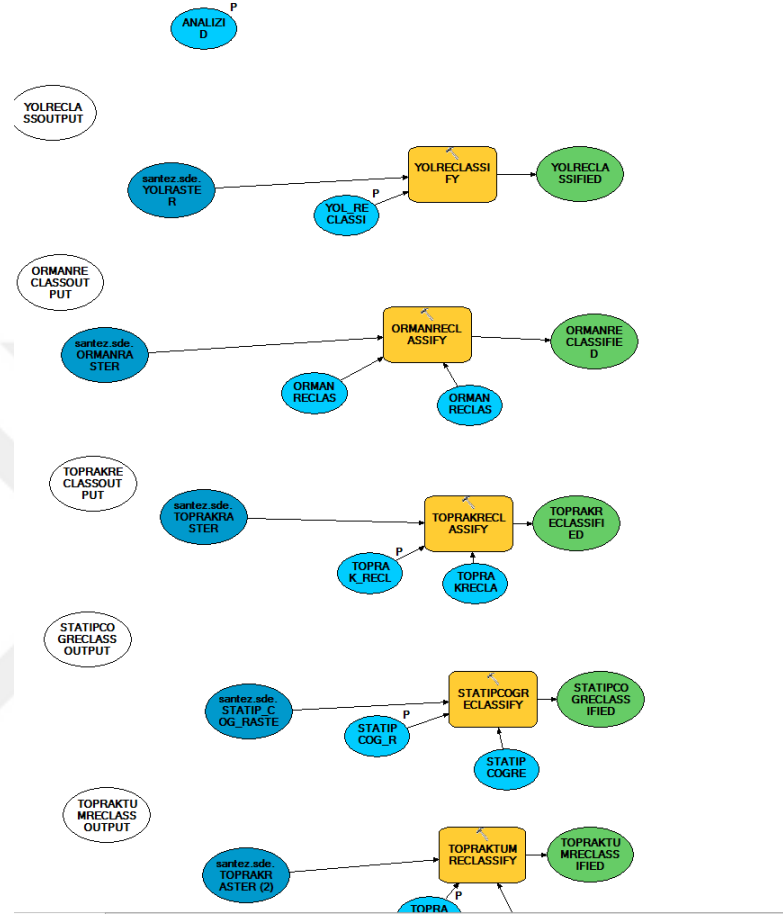 P
ANALIZI
D
YOLRECLA
SSOUTPUT
santez.sde.
YOLRASTE
R
P
YOL_RE
CLASSI
YOLRECLASSI
FY
YOLRECLA
SSIFIED
ORMANRE
CLASSOUT
PUT
santez.sde.
ORMANRA
STER
ORMAN
RECLAS
ORMANRECL
ASSIFY
ORMAN
RECLAS
ORMANRE
CLASSIFIE
D
TOPRAKRE
CLASSOUT
PUT
santez.sde.
TOPRAKRA
STER
P
TOPRA
K_RECL
TOPRAKRECL
ASSIFY
TOPRA
KRECLA
TOPRAKR
ECLASSIFI
ED
STATIPCO
GRECLASS
OUTPUT
santez.sde.
STATIP_C
OG_RASTE
P
STATIP
COG_R
STATIPCOGR
ECLASSIFY
STATIP
COGRE
STATIPCO
GRECLASS
IFIED
TOPRAKTU
MRECLASS
OUTPUT
santez.sde.
TOPRAKR
ASTER (2)
P
TOPRA
TOPRAKTUM
RECLASSIFY
TOPRAKTU
MRECLASS
IFIED